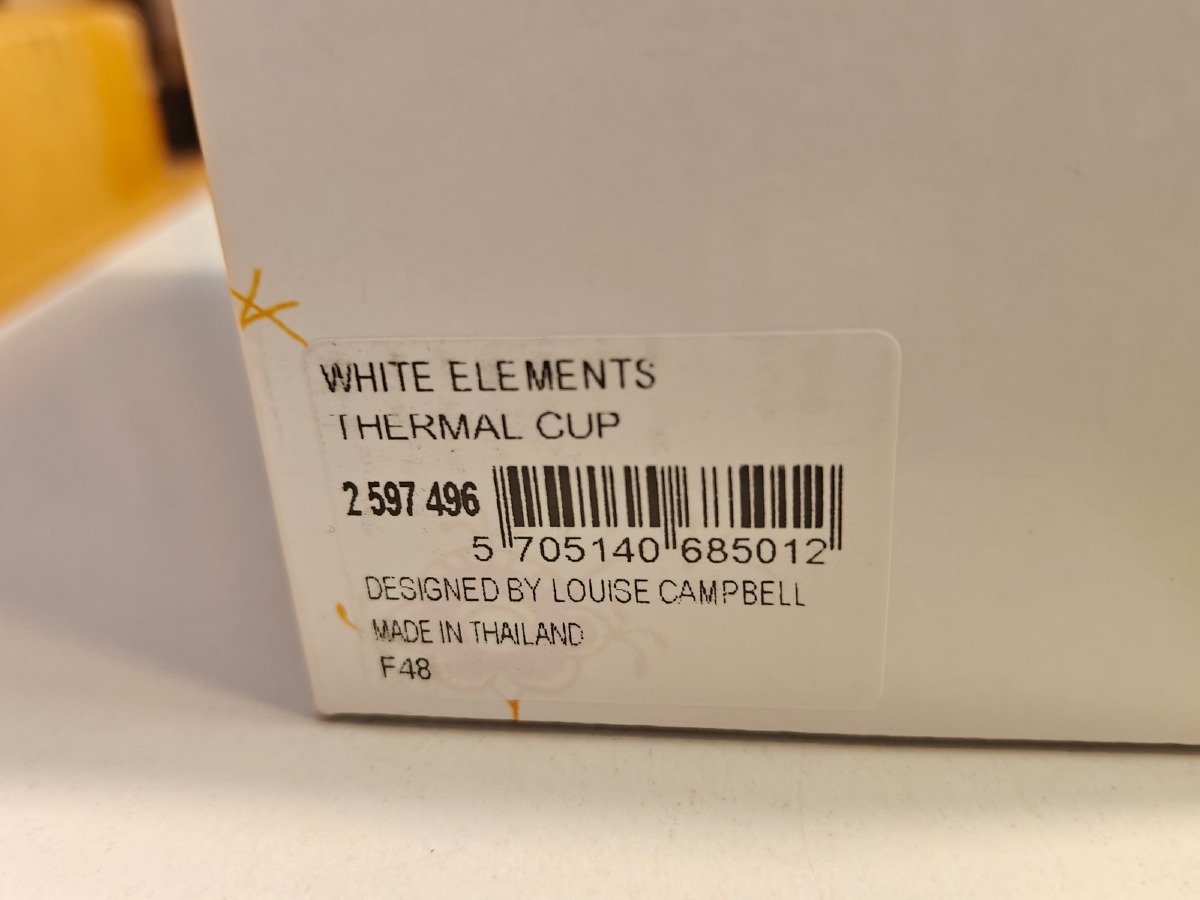 WHITE ELEMENTS
THERMAL CUP
2 597 496
5 705140 685012
DESIGNED BY LOUISE CAMPBELL
MADE IN THAILAND
F48